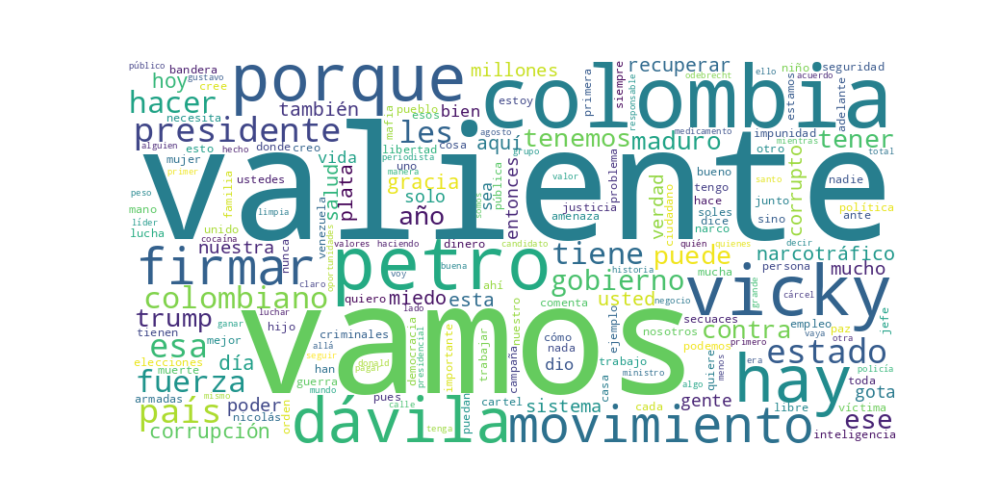 público bandera hoy gustavo cree porque millones recuperar niño seguridad
necesita hacer también pueblo esos bien estoy colombia primera siempre responsable odebrecht ello estamos acuerdo adelante
presidente les mafia aquí agosto tenemos maduro medicamento impunidad mientras tener
alguien hecho donde creo libertad periodista cosa grupo otro total
esto vida uno manera sea pública problema bueno nadie
mujer ustedes salud plata gracia entonces justicia verdad ciudadano tengo junto corrupto
primer valiente valor santo
peso familia solo somos amenaza hace política
mano unido año soles sino ante
líder limpia dice
lucha nuestra venezuela valores haciendo dinero candidato quién quienes decir narco
cocaína nunca oportunidades voy buena tiene puede mucha narcotráfico
firmar claro petro historia persona mucho
ahí gobierno vicky grande cárcel
colombiano quiero miedo esta comenta usted negocio secuaces
tienen luchar lado ejemplo nosotros contra empleo paz jefe
trump ganar hijo criminales democracia presidencial nuestro cómo podemos vaya otra
esa mejor allá vamos importante trabajar nada trabajo primero estado
elecciones día seguir donald campaña dio casa quiere era policía
muerte han pagar ministro menos
fuerza guerra mundo algo hay toda
armadas mismo pues cartel gente gota
país poder orden calle puedan sistema cada libre víctima
nicolás dávila movimiento ese
corrupción tenga inteligencia